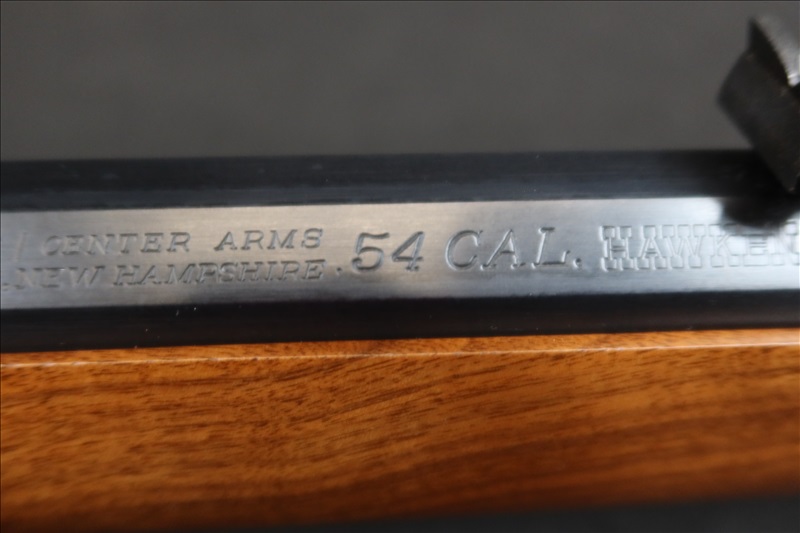 CENTER ARMS
NEW HAMPSHIRE. .54 CAL. HAWKEN